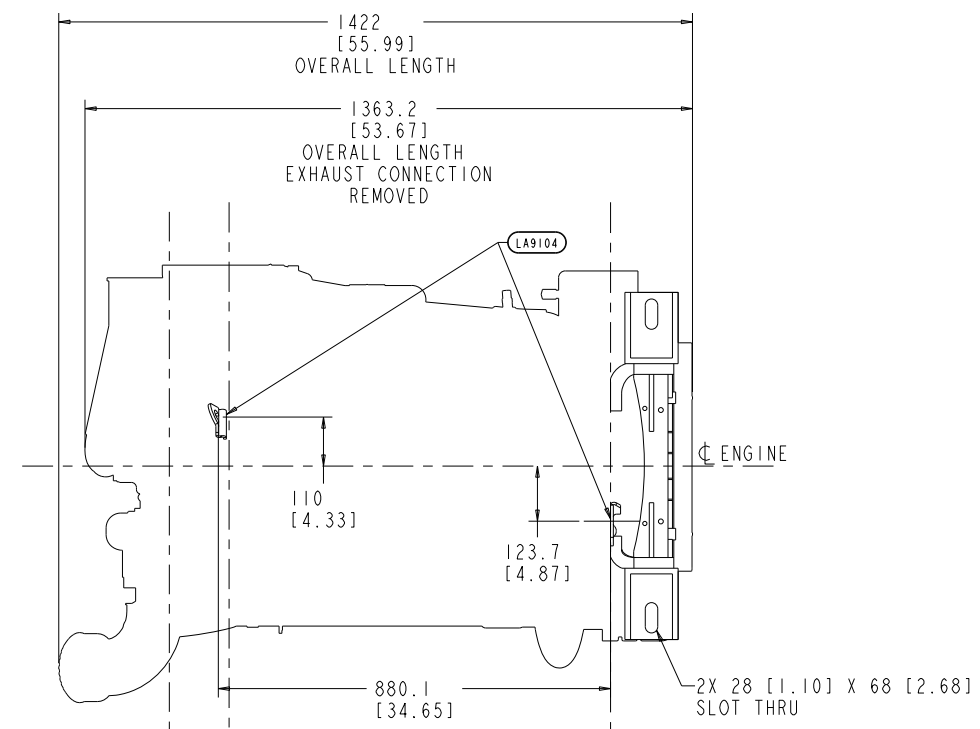 1422
[55.99]
OVERALL LENGTH
1363.2
[53.67]
OVERALL LENGTH
EXHAUST CONNECTION
REMOVED
LA9104
℄ ENGINE
110
[4.33]
123.7
[4.87]
880.1
[34.65]
2X 28 [1.10] X 68 [2.68]
SLOT THRU